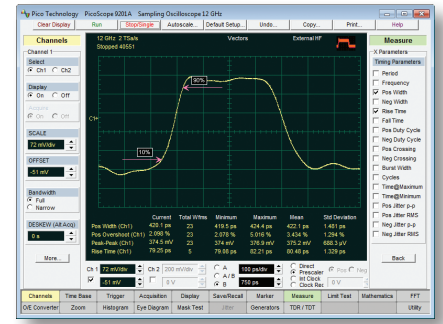 Pico Technology PicoScope 9201A Sampling Oscilloscope 12 GHz
Clear Display Run Stop/Single Autoscale... Default Setup... Undo... Copy... Print... Help
Channels
Channel 1
Select
Ch1 Ch2
Display
On Off
Acquire
On Off
SCALE
72 mV/div
OFFSET
-51 mV
Bandwidth
Full
Narrow
DESKEW (Alt Acq)
0 s
More...
12 GHz 2 TSa/s Vectors External HF
Stopped 40551
90%
Ch1
10%
Current Total Wfms Minimum Maximum Mean Std Deviation
Pos Width (Ch1) 420.1 ps 23 419.5 ps 424.4 ps 422.1 ps 1.481 ps
Pos Overshoot (Ch1) 2.098 % 23 2.078 % 5.016 % 3.434 % 1.294 %
Peak-Peak (Ch1) 374.5 mV 23 374 mV 376.9 mV 375.2 mV 688.3 µV
Rise Time (Ch1) 79.25 ps 5 79.08 ps 82.21 ps 80.48 ps 1.329 ps
Ch 1 72 mV/div Ch 2 200 mV/div A 100 ps/div Direct Pos Neg
-51 mV 0 V A / B 750 ps Prescaler 0 V
B Int Clock
Clock Rec
Measure
X Parameters
Timing Parameters
Period
Frequency
Pos Width
Neg Width
Rise Time
Fall Time
Pos Duty Cycle
Neg Duty Cycle
Pos Crossing
Neg Crossing
Burst Width
Cycles
Time@Maximum
Time@Minimum
Pos Jitter p-p
Pos Jitter RMS
Neg Jitter p-p
Neg Jitter RMS
Back
Channels Time Base Trigger Acquisition Display Save/Recall Marker Measure Limit Test Mathematics FFT
O/E Converter Zoom Histogram Eye Diagram Mask Test Jitter Generators TDR / TDT Utility